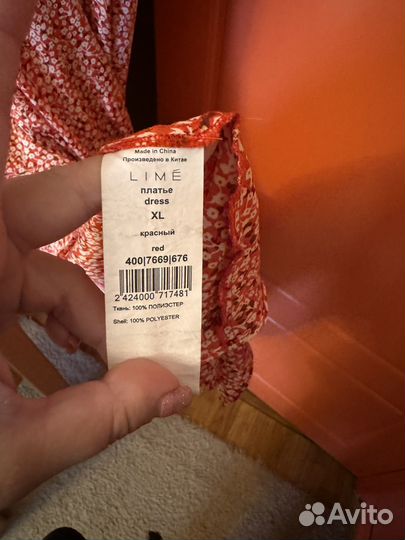 Made in China
Произведено в Китае
LIMÉ
платье
dress
XL
красный
red
400|7669|676
2 424000 717481
Ткань: 100% ПОЛИЭСТЕР
Shell: 100% POLYESTER
Avito